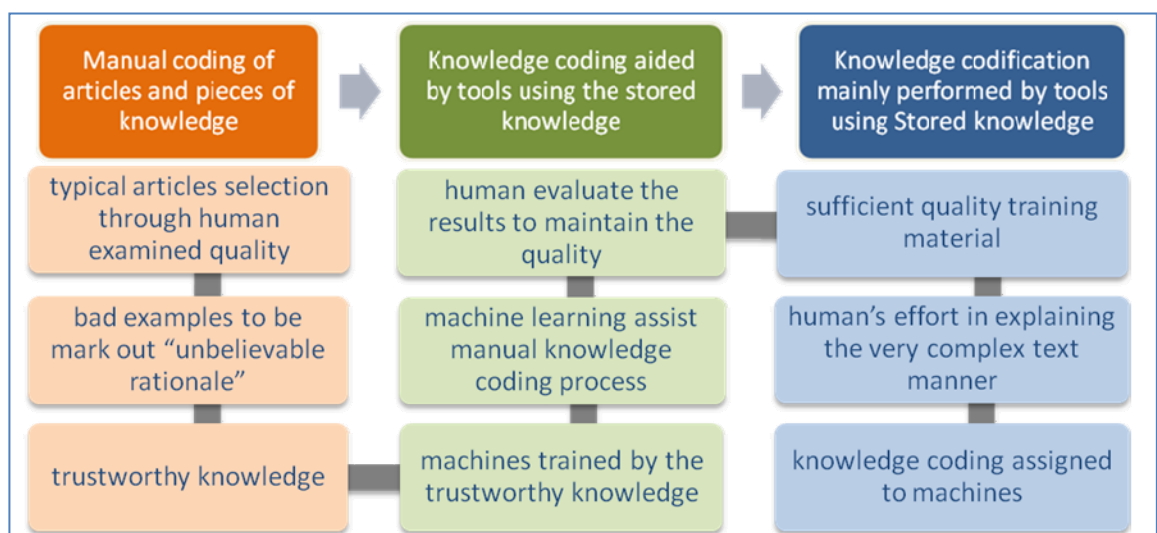 Manual coding of
articles and pieces of
knowledge
Knowledge coding aided
by tools using the stored
knowledge
Knowledge codification
mainly performed by tools
using Stored knowledge
typical articles selection
through human
examined quality
bad examples to be
mark out “unbelievable
rationale”
trustworthy knowledge
human evaluate the
results to maintain the
quality
machine learning assist
manual knowledge
coding process
machines trained by the
trustworthy knowledge
sufficient quality training
material
human’s effort in explaining
the very complex text
manner
knowledge coding assigned
to machines